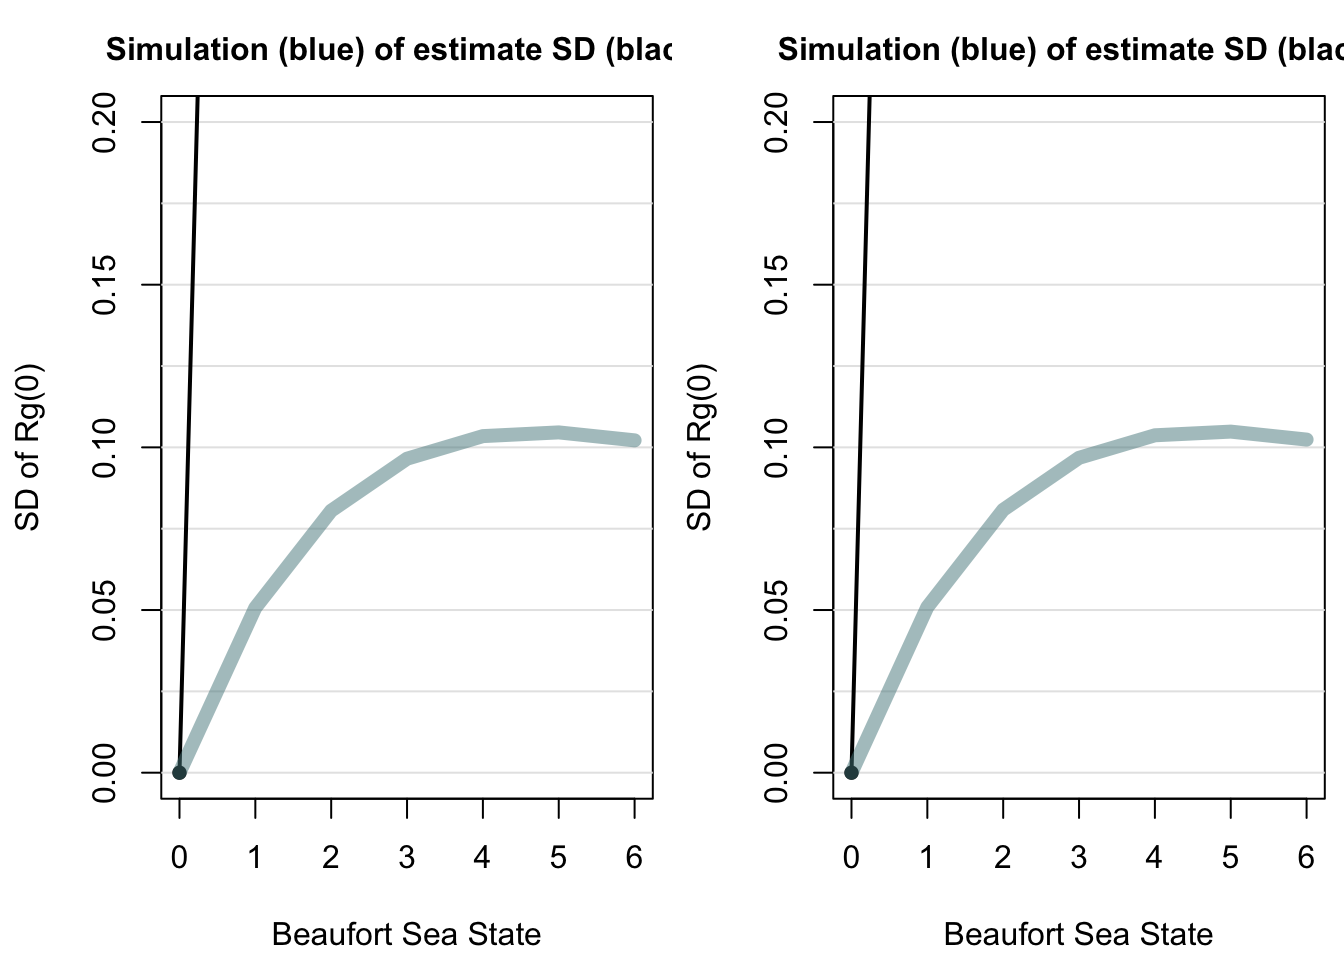 Simulation (blue) of estimate SD (blac
SD of Rg(0)
0.20
0.15
0.10
0.05
0.00
0 1 2 3 4 5 6
Beaufort Sea State
Simulation (blue) of estimate SD (blac
SD of Rg(0)
0.20
0.15
0.10
0.05
0.00
0 1 2 3 4 5 6
Beaufort Sea State